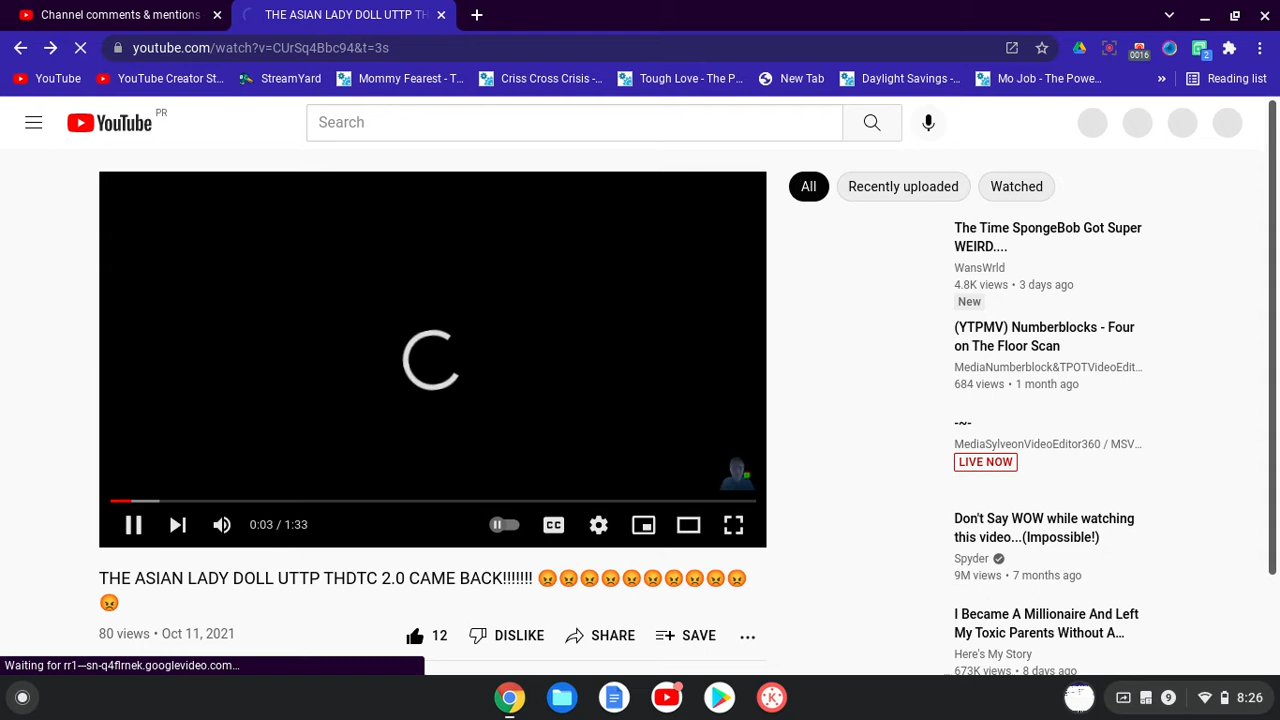 Channel comments & mentions
THE ASIAN LADY DOLL UTTP TH
youtube.com/watch?v=CUrSq4Bbc94&t=3s
0016
2
YouTube
YouTube Creator St...
StreamYard
Mommy Fearest - T...
Criss Cross Crisis -...
Tough Love - The P...
New Tab
Daylight Savings -...
Mo Job - The Powe...
»
Reading list
YouTube
PR
Search
All
Recently uploaded
Watched
The Time SpongeBob Got Super
WEIRD....
WansWrld
4.8K views • 3 days ago
New
(YTPMV) Numberblocks - Four
on The Floor Scan
MediaNumberblock&TPOTVideoEdit...
684 views • 1 month ago
-~-
MediaSylveonVideoEditor360 / MSV...
LIVE NOW
Don't Say WOW while watching
this video...(Impossible!)
Spyder
9M views • 7 months ago
I Became A Millionaire And Left
My Toxic Parents Without A...
Here's My Story
673K views • 8 days ago
0:03 / 1:33
CC
THE ASIAN LADY DOLL UTTP THDTC 2.0 CAME BACK!!!!!!! 😡😡😡😡😡😡😡😡😡😡
😡
80 views • Oct 11, 2021
12
DISLIKE
SHARE
SAVE
...
Waiting for rr1---sn-q4flrnek.googlevideo.com...
K
9
8:26